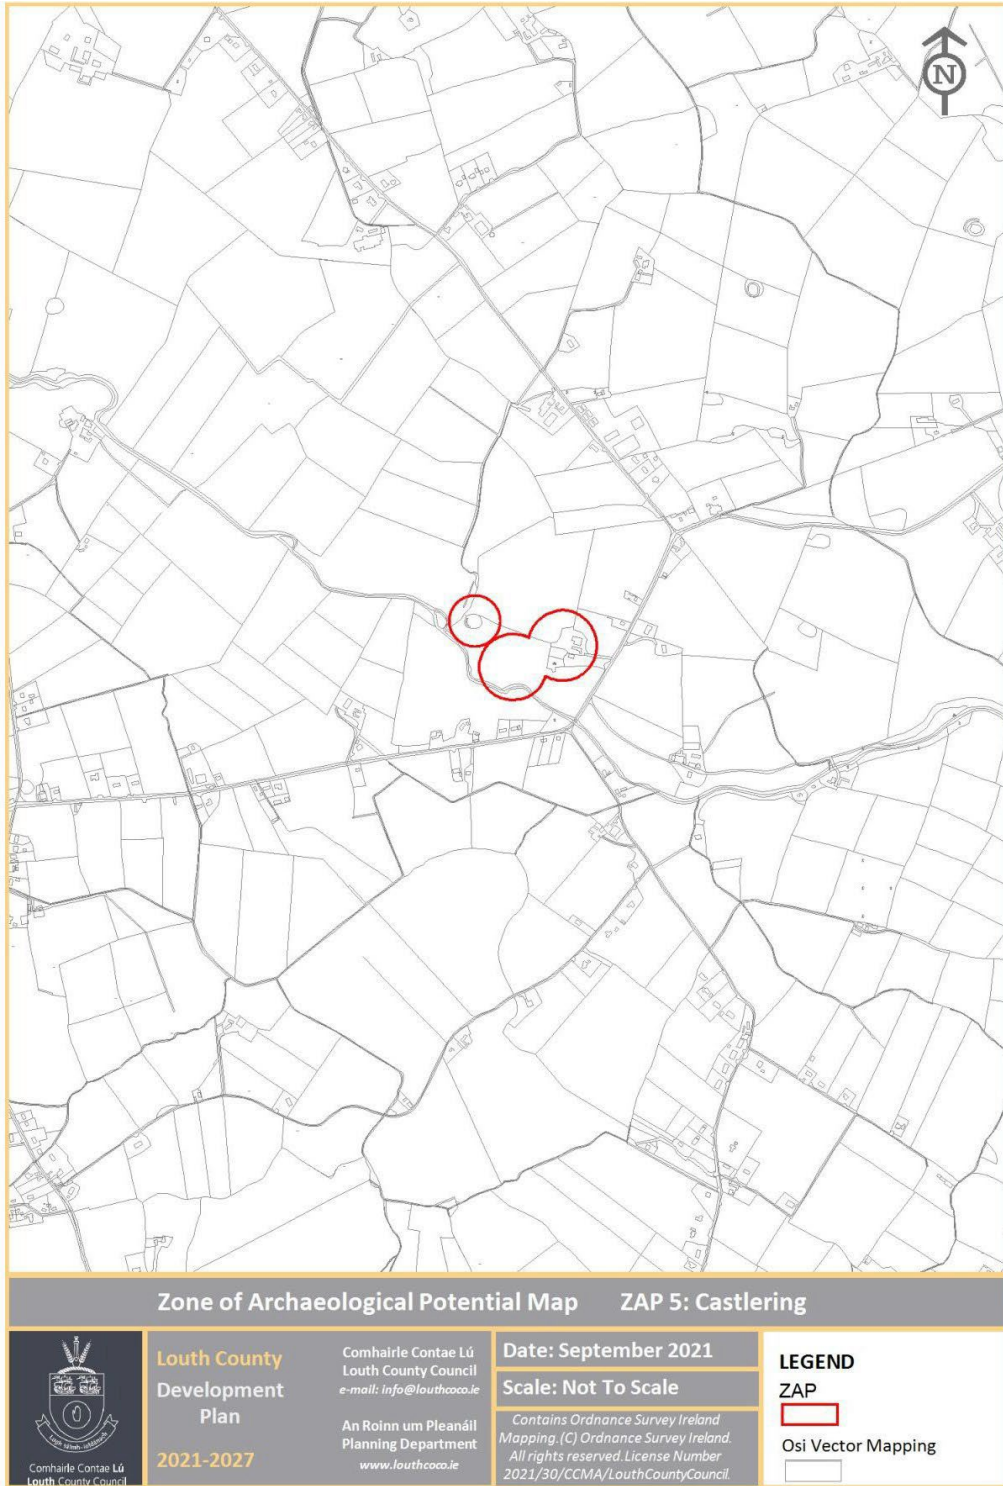 N
Zone of Archaeological Potential Map ZAP 5: Castlering
Comhairle Contae Lú
Louth County Council
Louth County
Development
Plan
2021-2027
Comhairle Contae Lú
Louth County Council
e-mail: info@louthcoco.ie
An Roinn um Pleanáil
Planning Department
www.louthcoco.ie
Date: September 2021
Scale: Not To Scale
Contains Ordnance Survey Ireland
Mapping.(C) Ordnance Survey Ireland.
All rights reserved.License Number
2021/30/CCMA/LouthCountyCouncil.
LEGEND
ZAP
Osi Vector Mapping